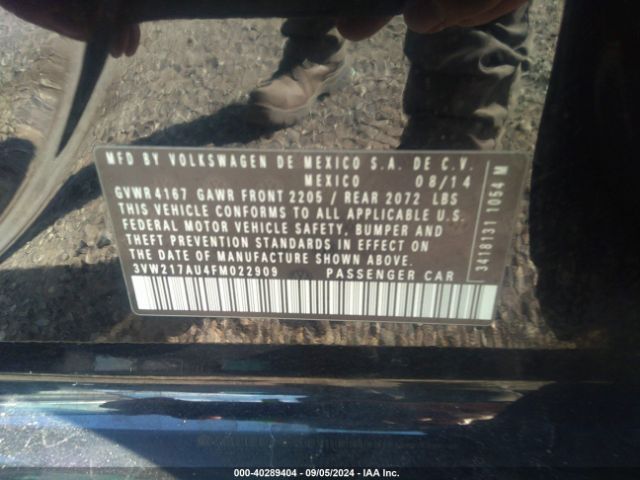 MFD BY VOLKSWAGEN DE MEXICO S.A. DE C.V.
MEXICO 08/14
GVWR 4167 GAWR FRONT 2205 / REAR 2072 LBS
THIS VEHICLE CONFORMS TO ALL APPLICABLE U.S.
FEDERAL MOTOR VEHICLE SAFETY, BUMPER AND
THEFT PREVENTION STANDARDS IN EFFECT ON
THE DATE OF MANUFACTURE SHOWN ABOVE.
3VW217AU4FM022909 PASSENGER CAR
3418131 1054 M
000-40289404 - 09/05/2024 - IAA Inc.